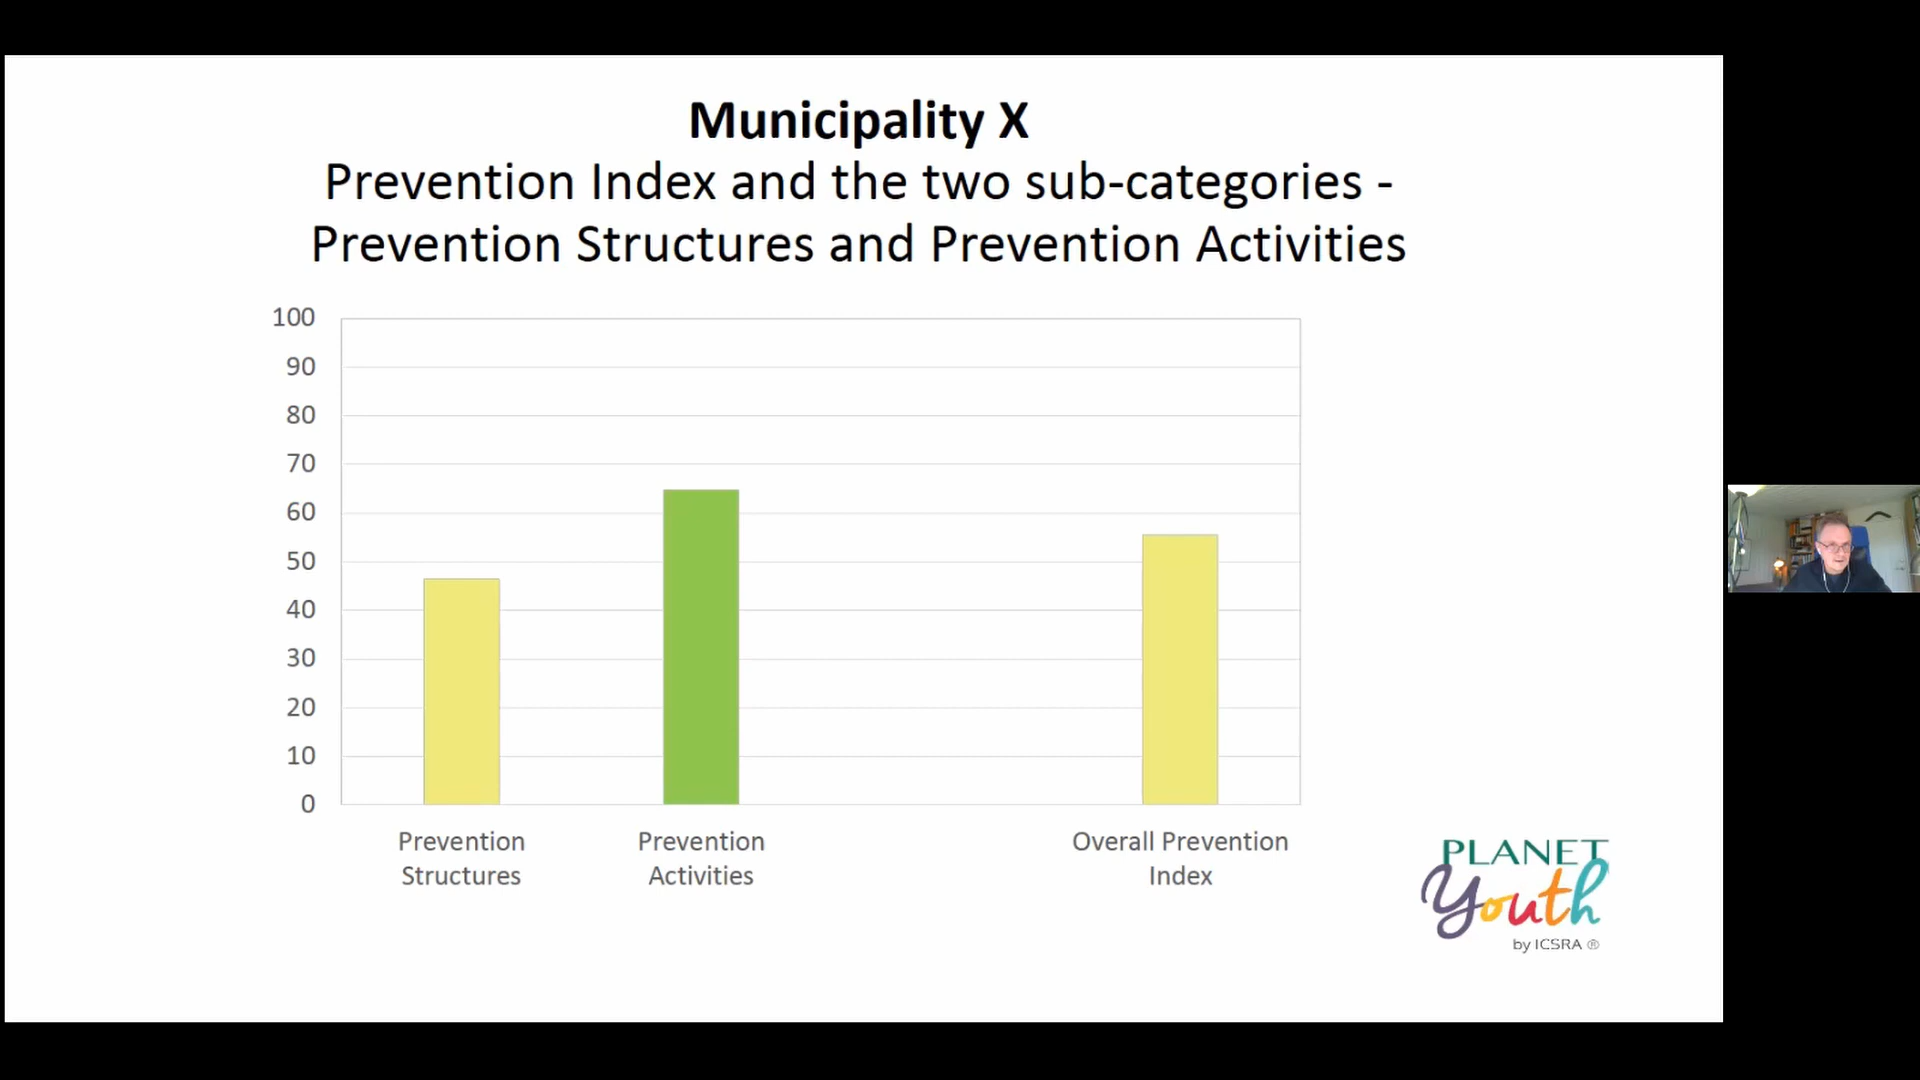 Municipality X
Prevention Index and the two sub-categories -
Prevention Structures and Prevention Activities
100
90
80
70
60
50
40
30
20
10
0
Prevention
Structures
Prevention
Activities
Overall Prevention
Index
PLANET
Youth
by ICSRA ®